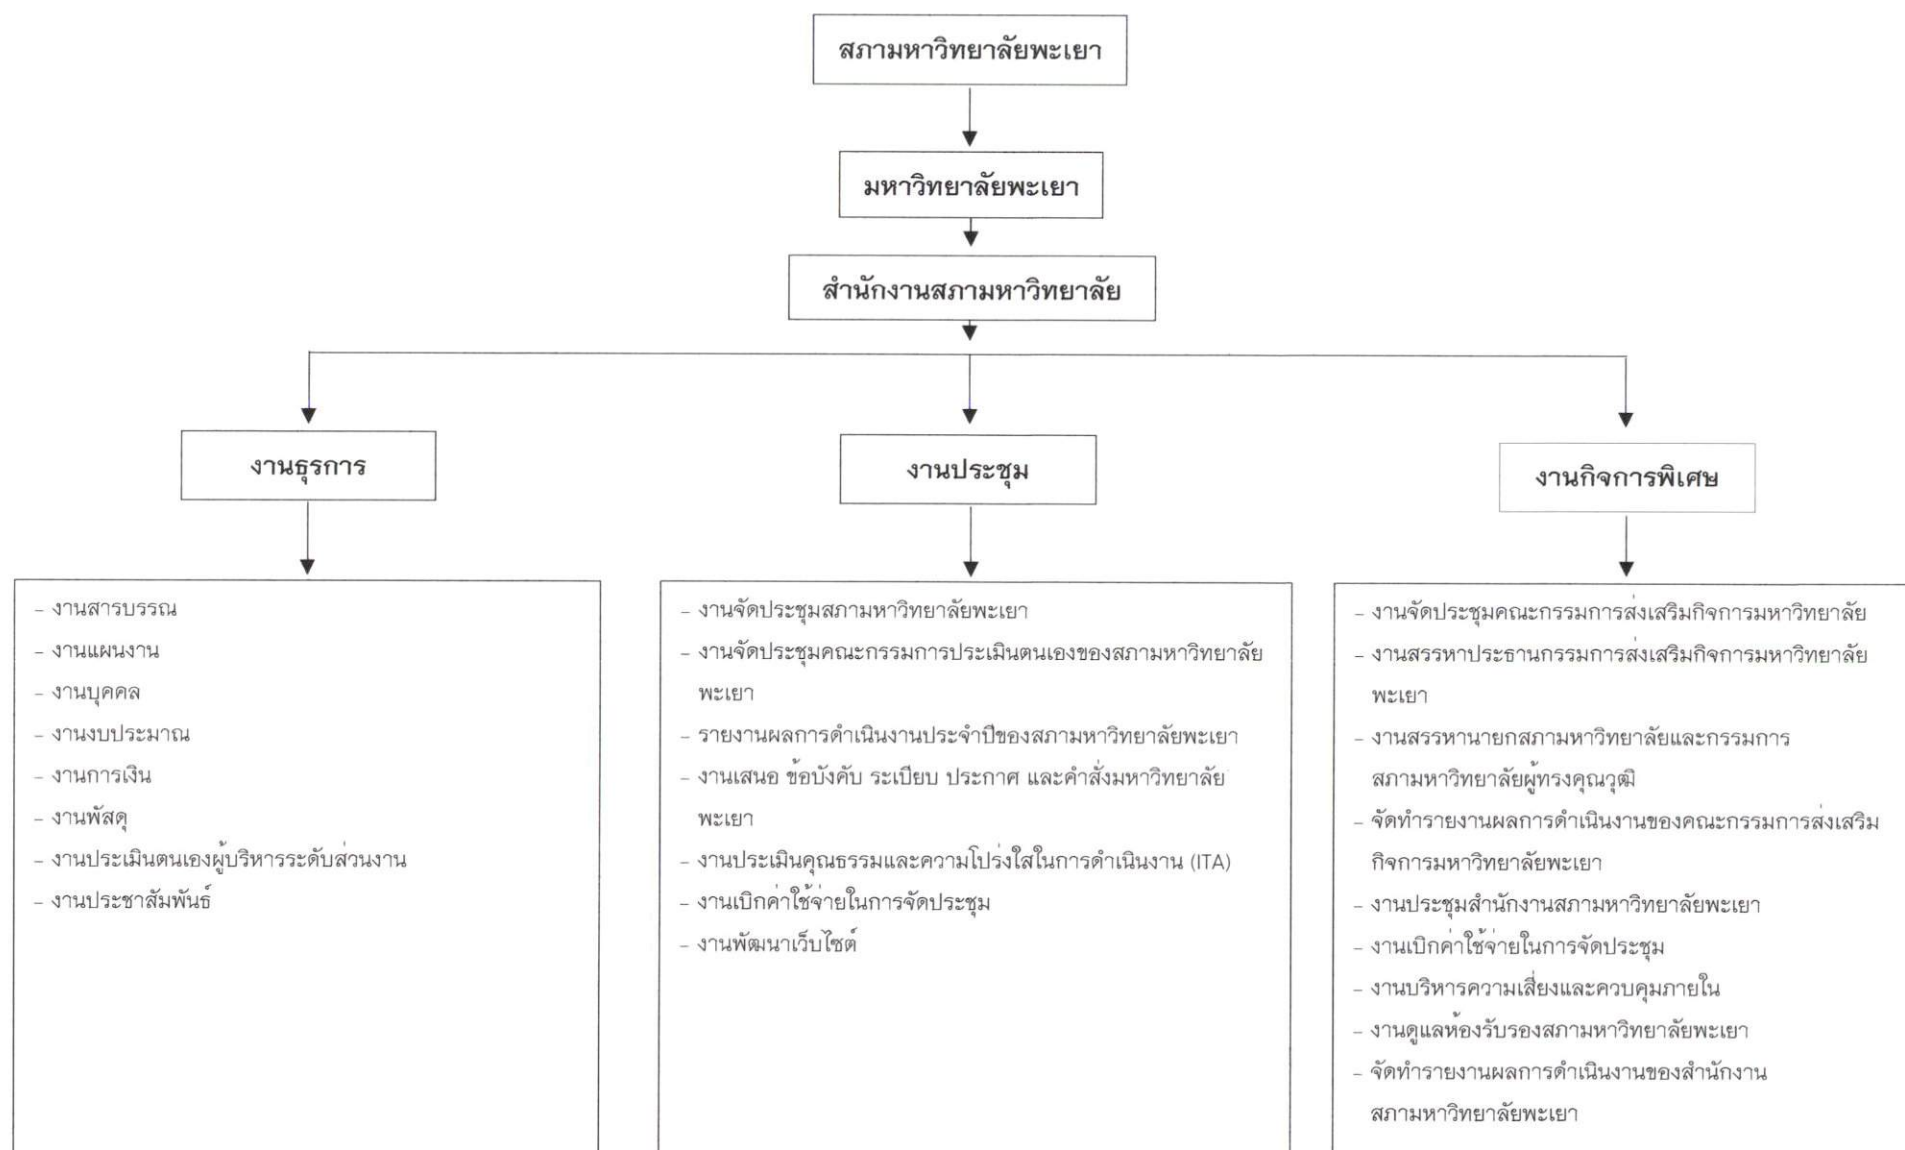 สภามหาวิทยาลัยพะเยา
มหาวิทยาลัยพะเยา
สำนักงานสภามหาวิทยาลัย
งานธุรการ
งานประชุม
งานกิจการพิเศษ
- งานสารบรรณ
- งานแผนงาน
- งานบุคคล
- งานงบประมาณ
- งานการเงิน
- งานพัสดุ
- งานประเมินตนเองผู้บริหารระดับส่วนงาน
- งานประชาสัมพันธ์
- งานจัดประชุมสภามหาวิทยาลัยพะเยา
- งานจัดประชุมคณะกรรมการประเมินตนเองของสภามหาวิทยาลัย
พะเยา
- รายงานผลการดำเนินงานประจำปีของสภามหาวิทยาลัยพะเยา
- งานเสนอ ข้อบังคับ ระเบียบ ประกาศ และคำสั่งมหาวิทยาลัย
พะเยา
- งานประเมินคุณธรรมและความโปร่งใสในการดำเนินงาน (ITA)
- งานเบิกค่าใช้จ่ายในการจัดประชุม
- งานพัฒนาเว็บไซต์
- งานจัดประชุมคณะกรรมการส่งเสริมกิจการมหาวิทยาลัย
- งานสรรหาประธานกรรมการส่งเสริมกิจการมหาวิทยาลัย
พะเยา
- งานสรรหานายกสภามหาวิทยาลัยและกรรมการ
สภามหาวิทยาลัยผู้ทรงคุณวุฒิ
- จัดทำรายงานผลการดำเนินงานของคณะกรรมการส่งเสริม
กิจการมหาวิทยาลัยพะเยา
- งานประชุมสำนักงานสภามหาวิทยาลัยพะเยา
- งานเบิกค่าใช้จ่ายในการจัดประชุม
- งานบริหารความเสี่ยงและควบคุมภายใน
- งานดูแลห้องรับรองสภามหาวิทยาลัยพะเยา
- จัดทำรายงานผลการดำเนินงานของสำนักงาน
สภามหาวิทยาลัยพะเยา